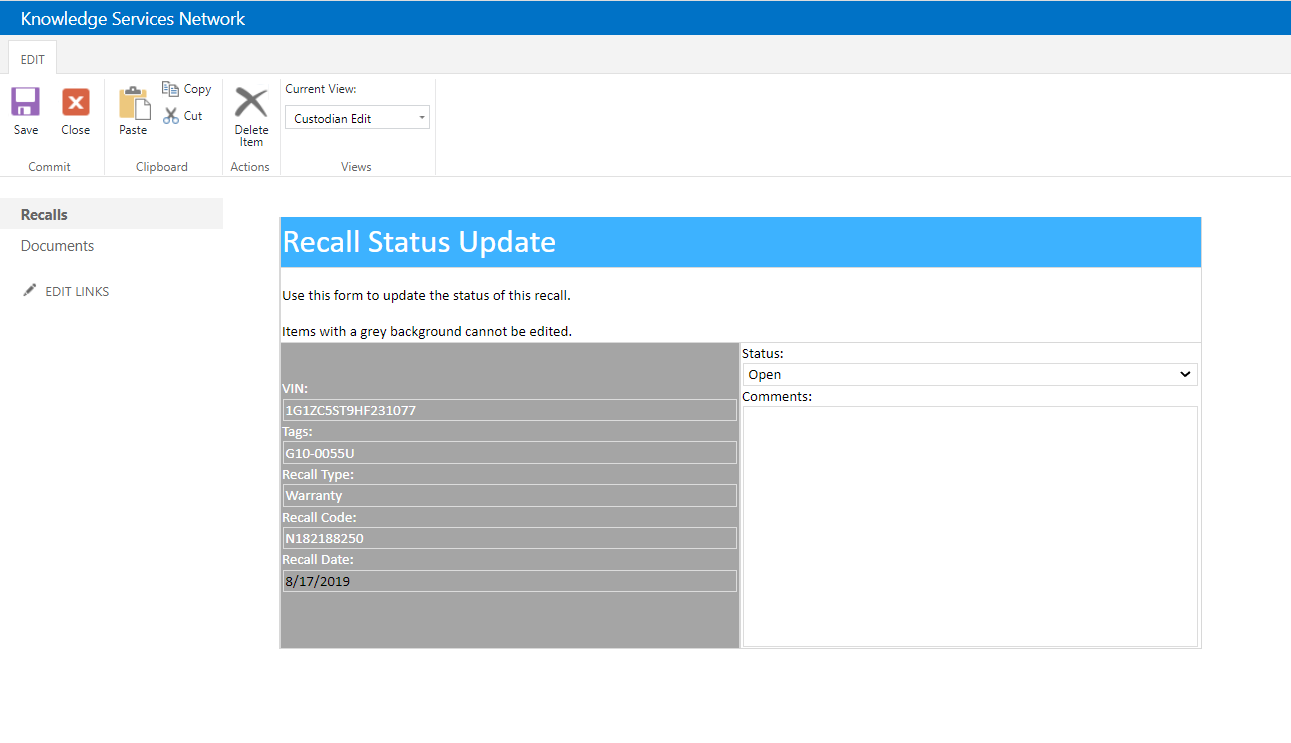 Knowledge Services Network
EDIT
Save
Close
Commit
Paste
Copy
Cut
Clipboard
Delete
Item
Actions
Current View:
Custodian Edit
Views
Recalls
Documents
EDIT LINKS
Recall Status Update
Use this form to update the status of this recall.
Items with a grey background cannot be edited.
VIN:
1G1ZC5ST9HF231077
Tags:
G10-0055U
Recall Type:
Warranty
Recall Code:
N182188250
Recall Date:
8/17/2019
Status:
Open
Comments: